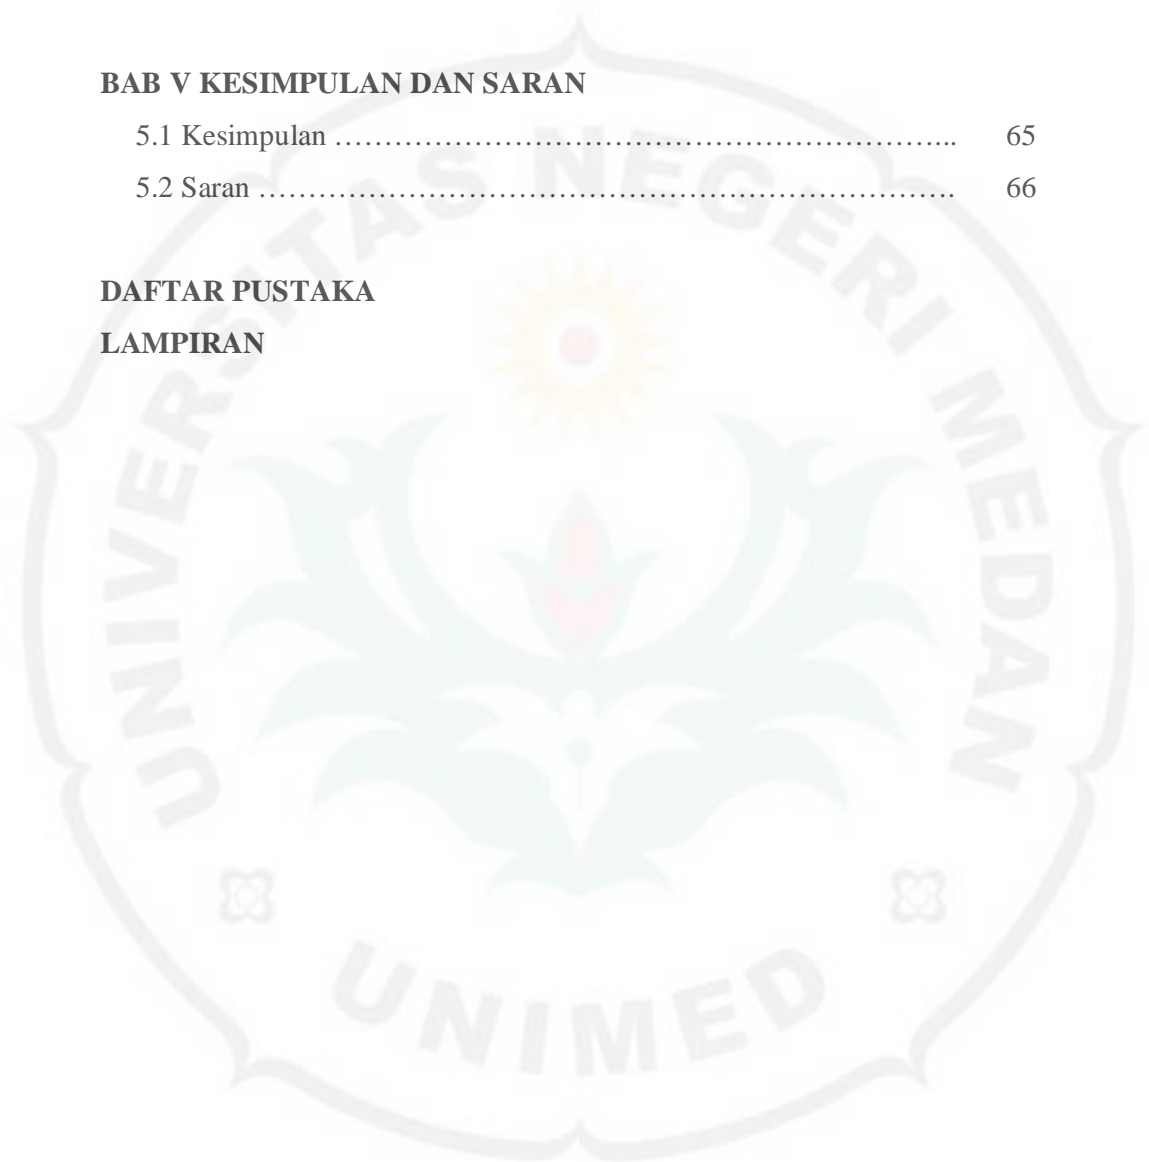 BAB V KESIMPULAN DAN SARAN
5.1 Kesimpulan ……………………………………………………... 65
5.2 Saran ……………………………………………………………. 66
DAFTAR PUSTAKA
LAMPIRAN
UNIVERSITAS NEGERI MEDAN
UNIMED